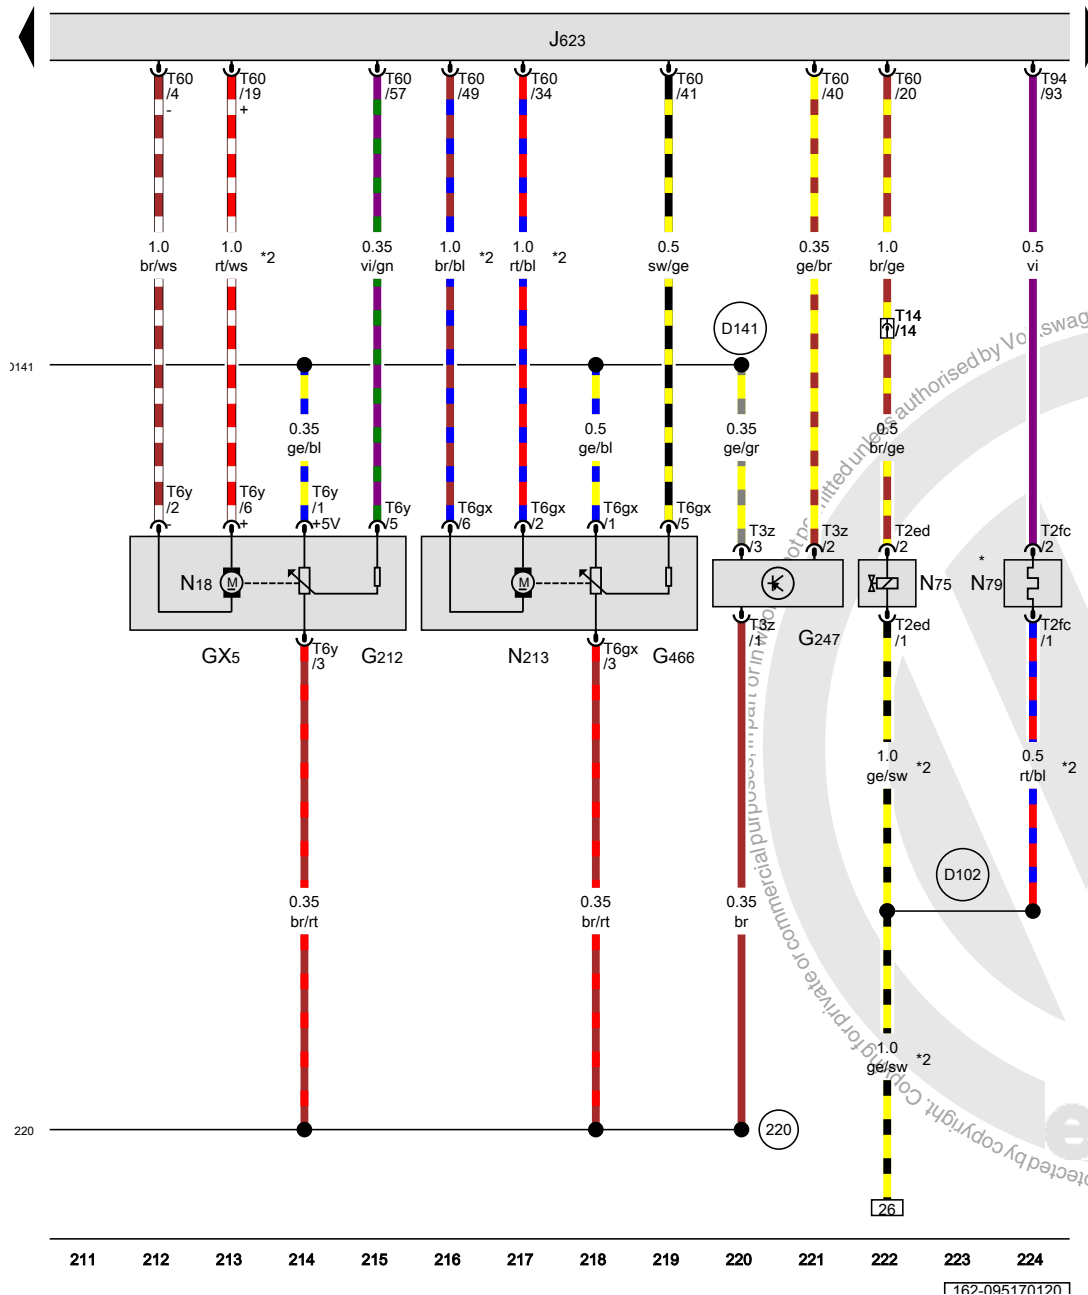 J623
T60 T60 T60 T60 T60 T60 T60 T60 T94
/4 /19 /57 /49 /34 /41 /40 /20 /93
- +
1.0 1.0 0.35 1.0 1.0 0.5 0.35 1.0 0.5
br/ws rt/ws *2 vi/gn br/bl *2 rt/bl *2 sw/ge ge/br br/ge vi
D141 T14
/14
D141
0.35 0.5 0.35 0.5
ge/bl ge/bl ge/gr br/ge
T6y T6y T6y T6y T6gx T6gx T6gx T6gx T3z T3z T2ed T2fc
/2 /6 /1 /5 /6 /2 /1 /5 /3 /2 /2 /2
- + +5V
N18 M M N75 * N79
T3z T2ed T2fc
/1 /1 /1
GX5 T6y G212 N213 T6gx G466 G247
/3 /3
1.0 0.5
ge/sw *2 rt/bl *2
D102
0.35 0.35 0.35
br/rt br/rt br
1.0
ge/sw *2
220 220
26
211 212 213 214 215 216 217 218 219 220 221 222 223 224
162-095170120